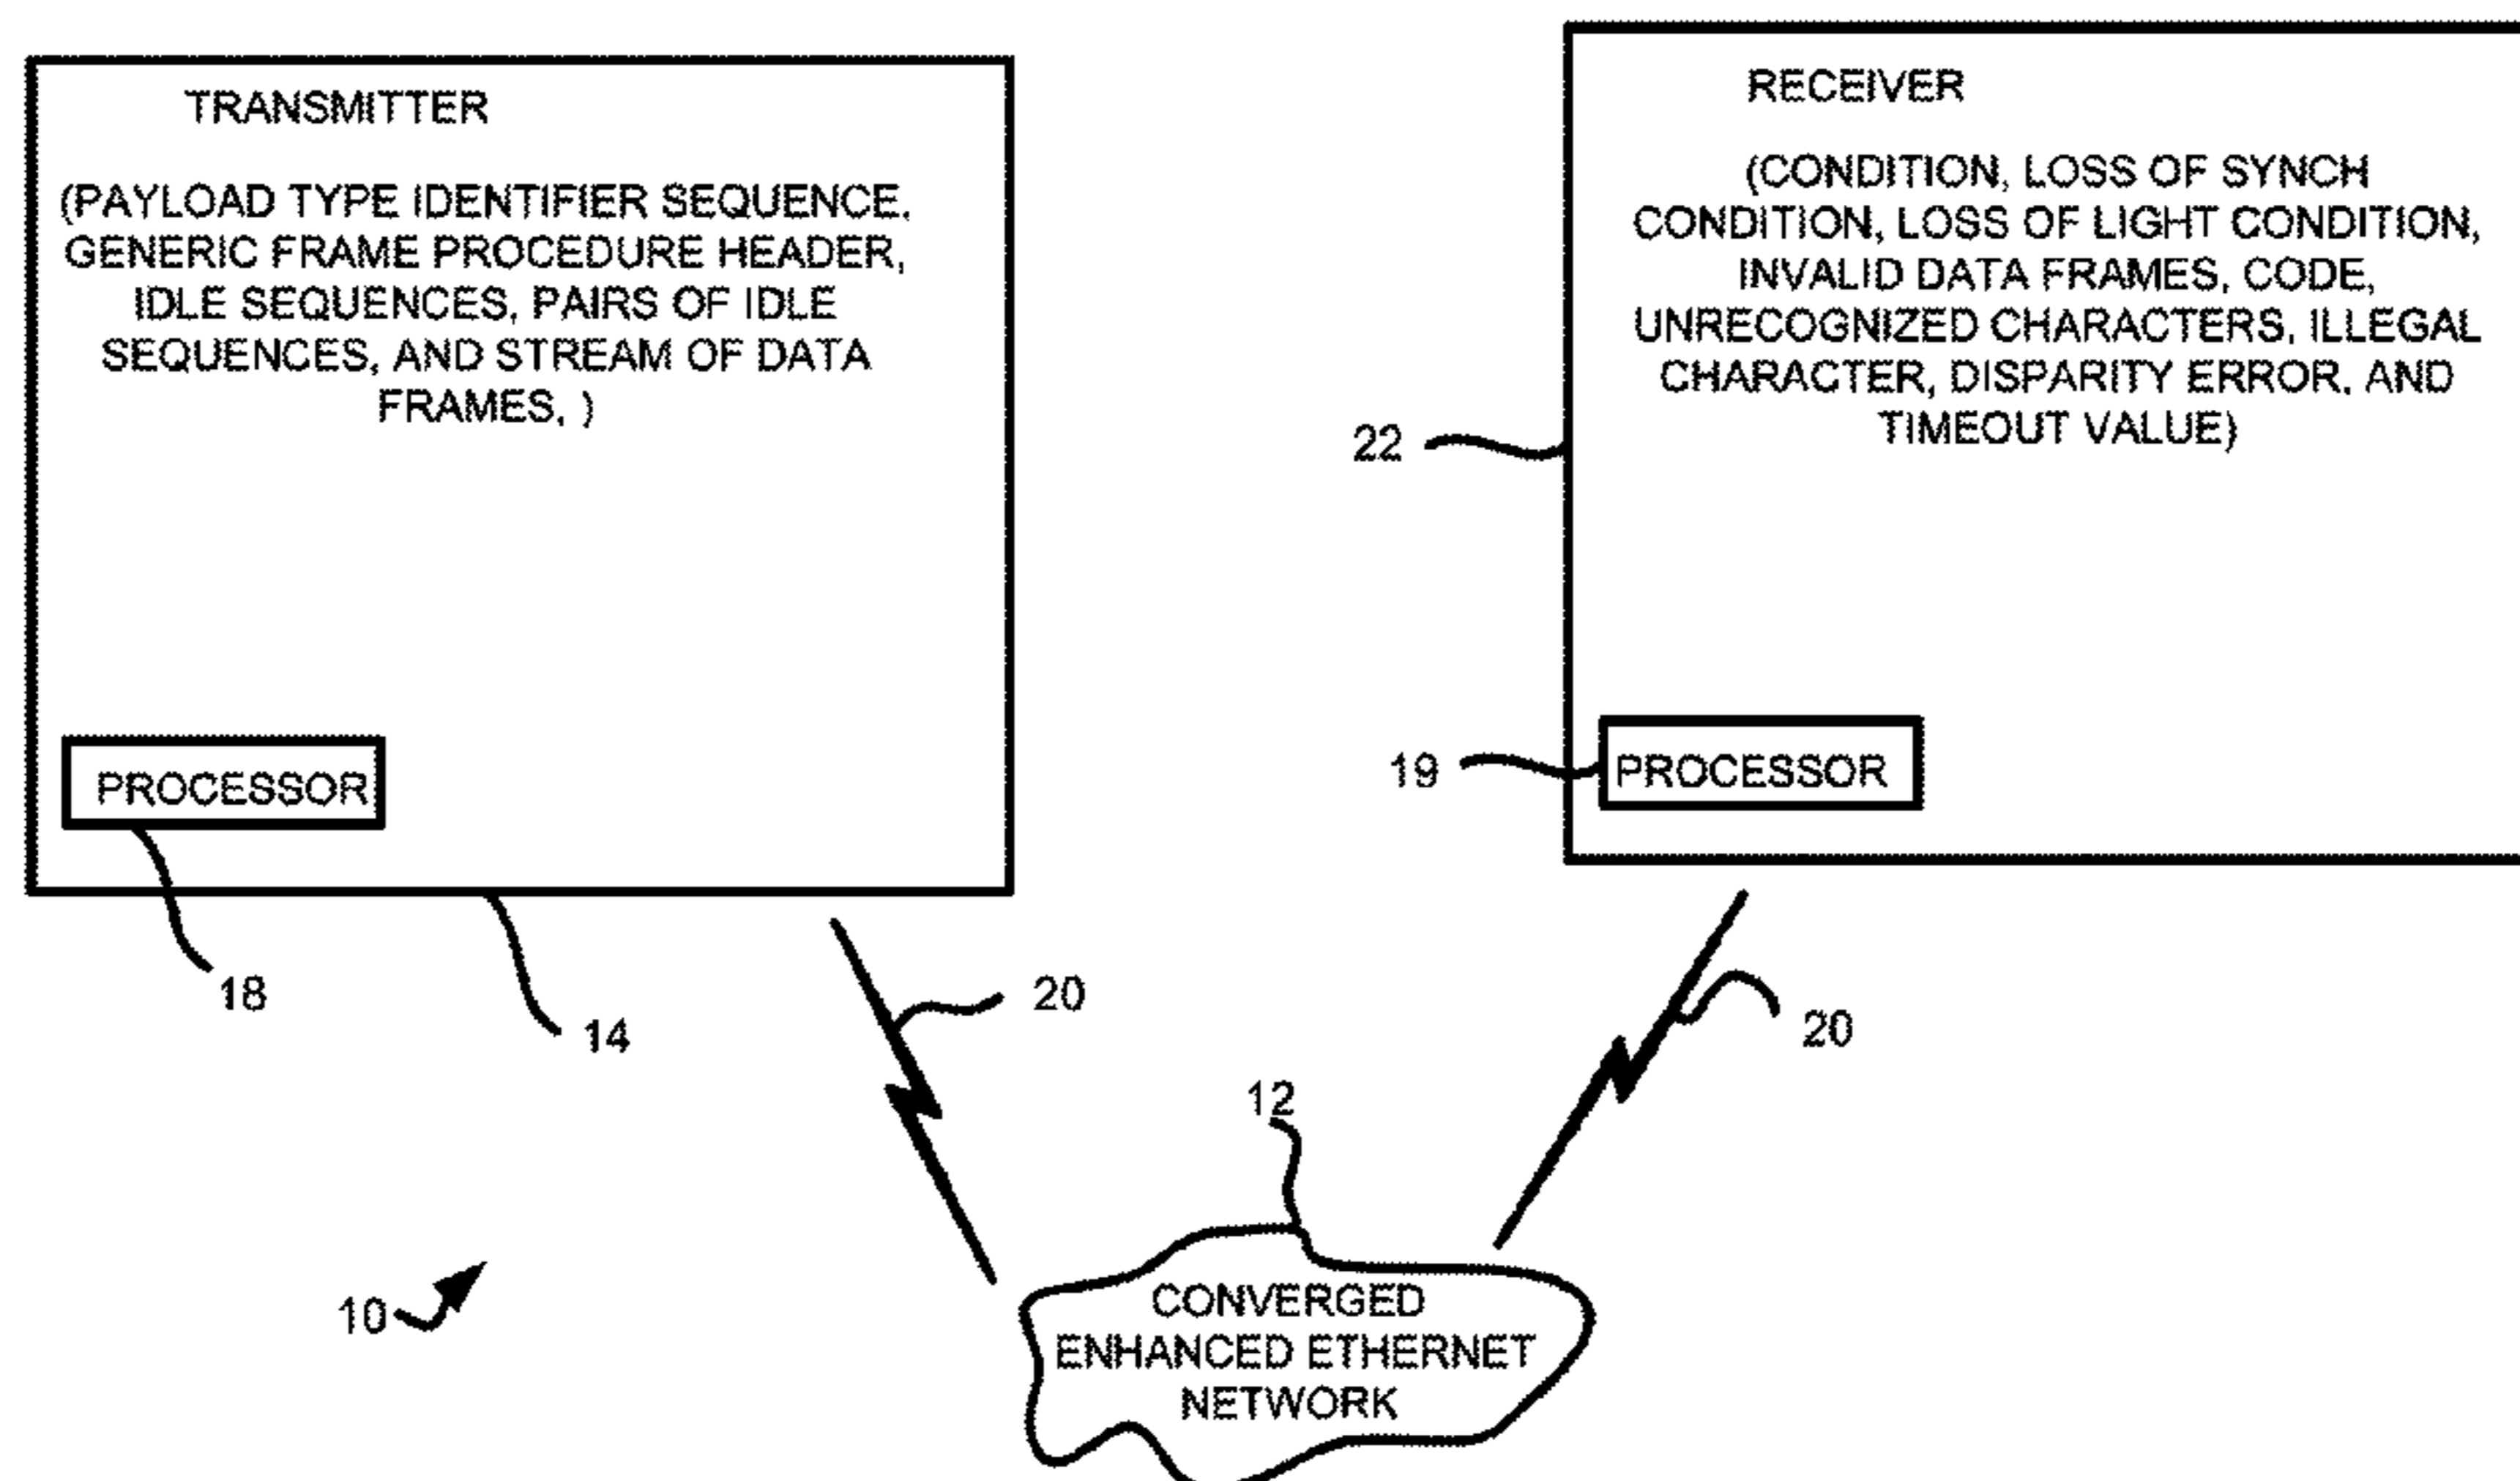 TRANSMITTER
(PAYLOAD TYPE IDENTIFIER SEQUENCE,
GENERIC FRAME PROCEDURE HEADER,
IDLE SEQUENCES, PAIRS OF IDLE
SEQUENCES, AND STREAM OF DATA
FRAMES, )
PROCESSOR
18
14
RECEIVER
(CONDITION, LOSS OF SYNCH
CONDITION, LOSS OF LIGHT CONDITION,
INVALID DATA FRAMES, CODE,
UNRECOGNIZED CHARACTERS, ILLEGAL
CHARACTER, DISPARITY ERROR, AND
TIMEOUT VALUE)
22
19
PROCESSOR
20
20
12
10
CONVERGED
ENHANCED ETHERNET
NETWORK